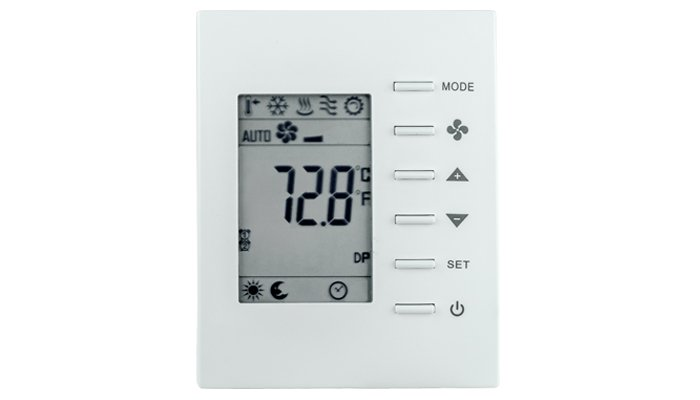 MODE
AUTO
72.8 °C
°F
DP
SET